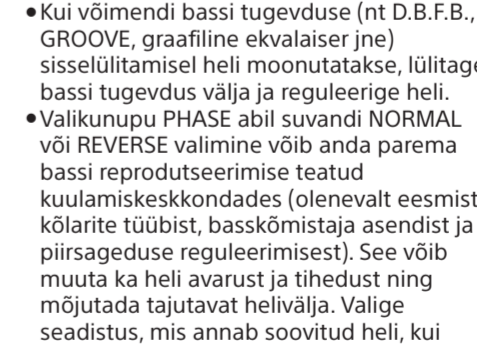 • Kui võimendi bassi tugevduse (nt D.B.F.B.,
GROOVE, graafiline ekvalaiser jne)
sisselülitamisel heli moonutatakse, lülitage
bassi tugevdus välja ja reguleerige heli.
• Valikunupu PHASE abil suvandi NORMAL
või REVERSE valimine võib anda parema
bassi reprodutseerimise teatud
kuulamiskeskkondades (olenevalt eesmist
kõlarite tüübist, basskõmistaja asendist ja
piirsageduse reguleerimisest). See võib
muuta ka heli avarust ja tihedust ning
mõjutada tajutavat helivälja. Valige
seadistus, mis annab soovitud heli, kui